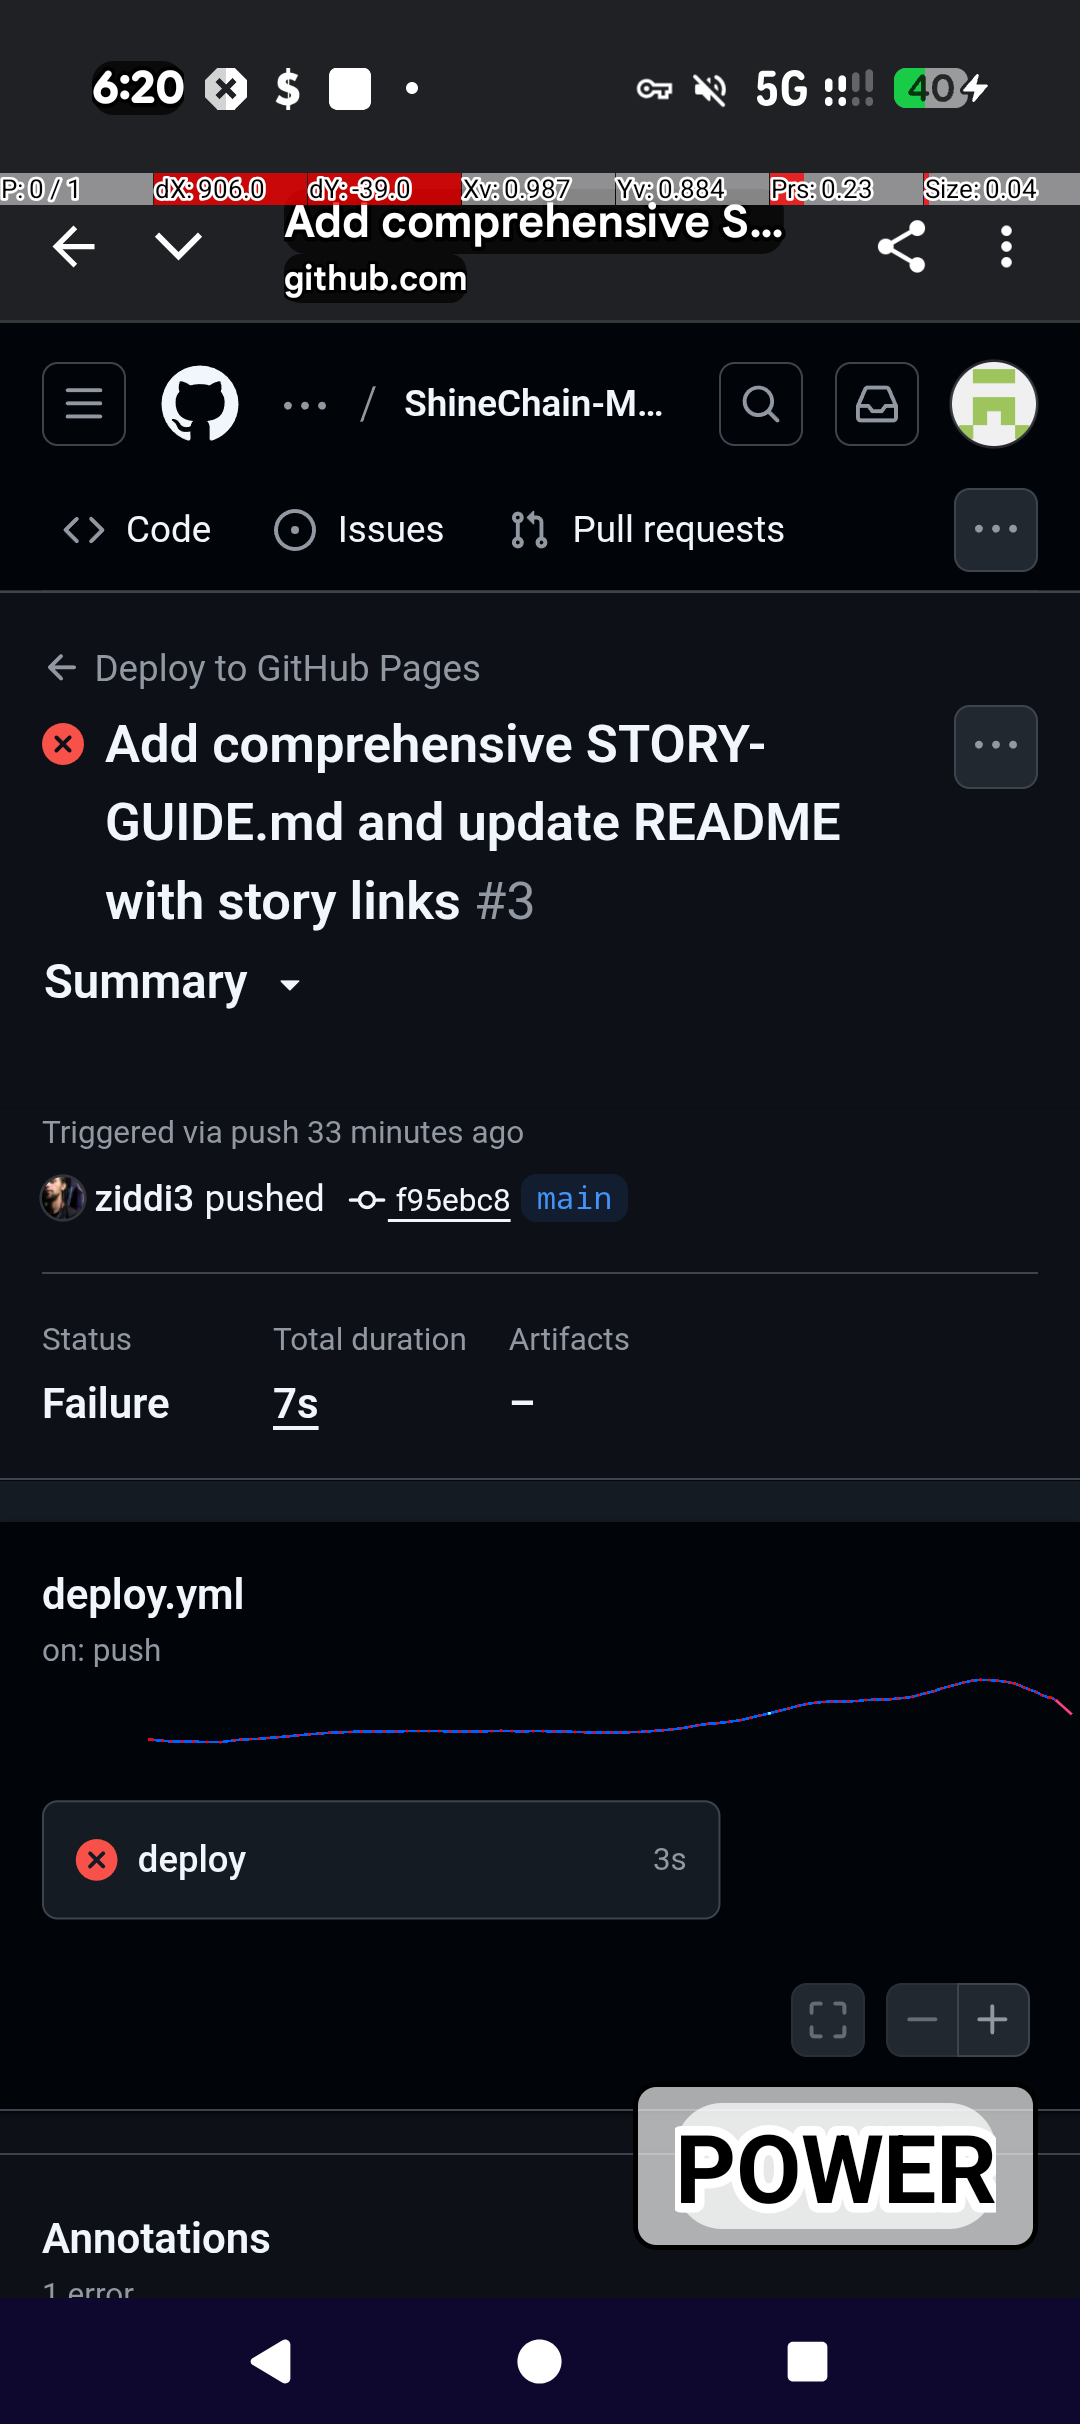 6:20 $ 5G 40
P: 0 / 1 dX: 906.0 dY: -39.0 Xv: 0.987 Yv: 0.884 Prs: 0.23 Size: 0.04
Add comprehensive S...
github.com
... / ShineChain-M...
Code Issues Pull requests ...
Deploy to GitHub Pages
Add comprehensive STORY-
GUIDE.md and update README
with story links #3
Summary
Triggered via push 33 minutes ago
ziddi3 pushed f95ebc8 main
Status Total duration Artifacts
Failure 7s –
deploy.yml
on: push
deploy 3s
POWER
Annotations
1 error